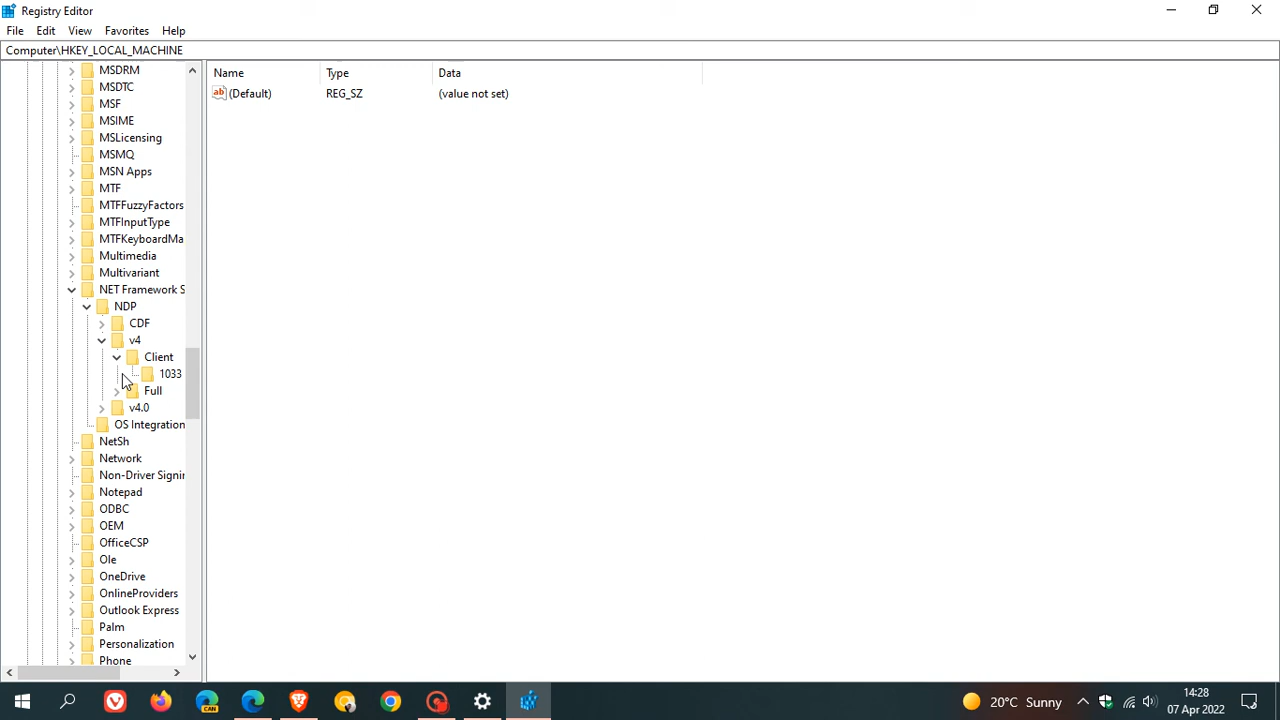 Registry Editor
File Edit View Favorites Help
Computer\HKEY_LOCAL_MACHINE
Name Type Data
ab (Default) REG_SZ (value not set)
MSDRM
MSDTC
MSF
MSIME
MSLicensing
MSMQ
MSN Apps
MTF
MTFFuzzyFactors
MTFInputType
MTFKeyboardMa
Multimedia
Multivariant
NET Framework S
NDP
CDF
v4
Client
1033
Full
v4.0
OS Integration
NetSh
Network
Non-Driver Signir
Notepad
ODBC
OEM
OfficeCSP
Ole
OneDrive
OnlineProviders
Outlook Express
Palm
Personalization
Phone
CAN
20°C Sunny
14:28
07 Apr 2022